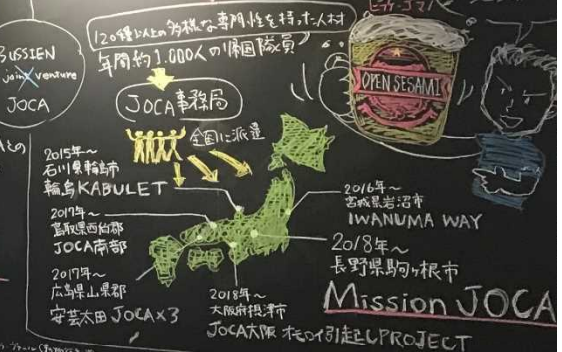 120種以上の多様な専門性を持った人材
年間約1,000人の帰国隊員
BUSSIEN
joint venture
JOCA
JOCA事務局
全国に派遣
OPEN SESAMI
2015年〜
石川県輪島市
輪島KABULET
2017年〜
鳥取県西伯郡
JOCA南部
2017年〜
広島県山県郡
安芸太田JOCA×3
2016年〜
宮城県岩沼市
IWANUMA WAY
2018年〜
長野県駒ヶ根市
Mission JOCA
2018年〜
大阪府摂津市
JOCA大阪 オモロイ引起しPROJECT